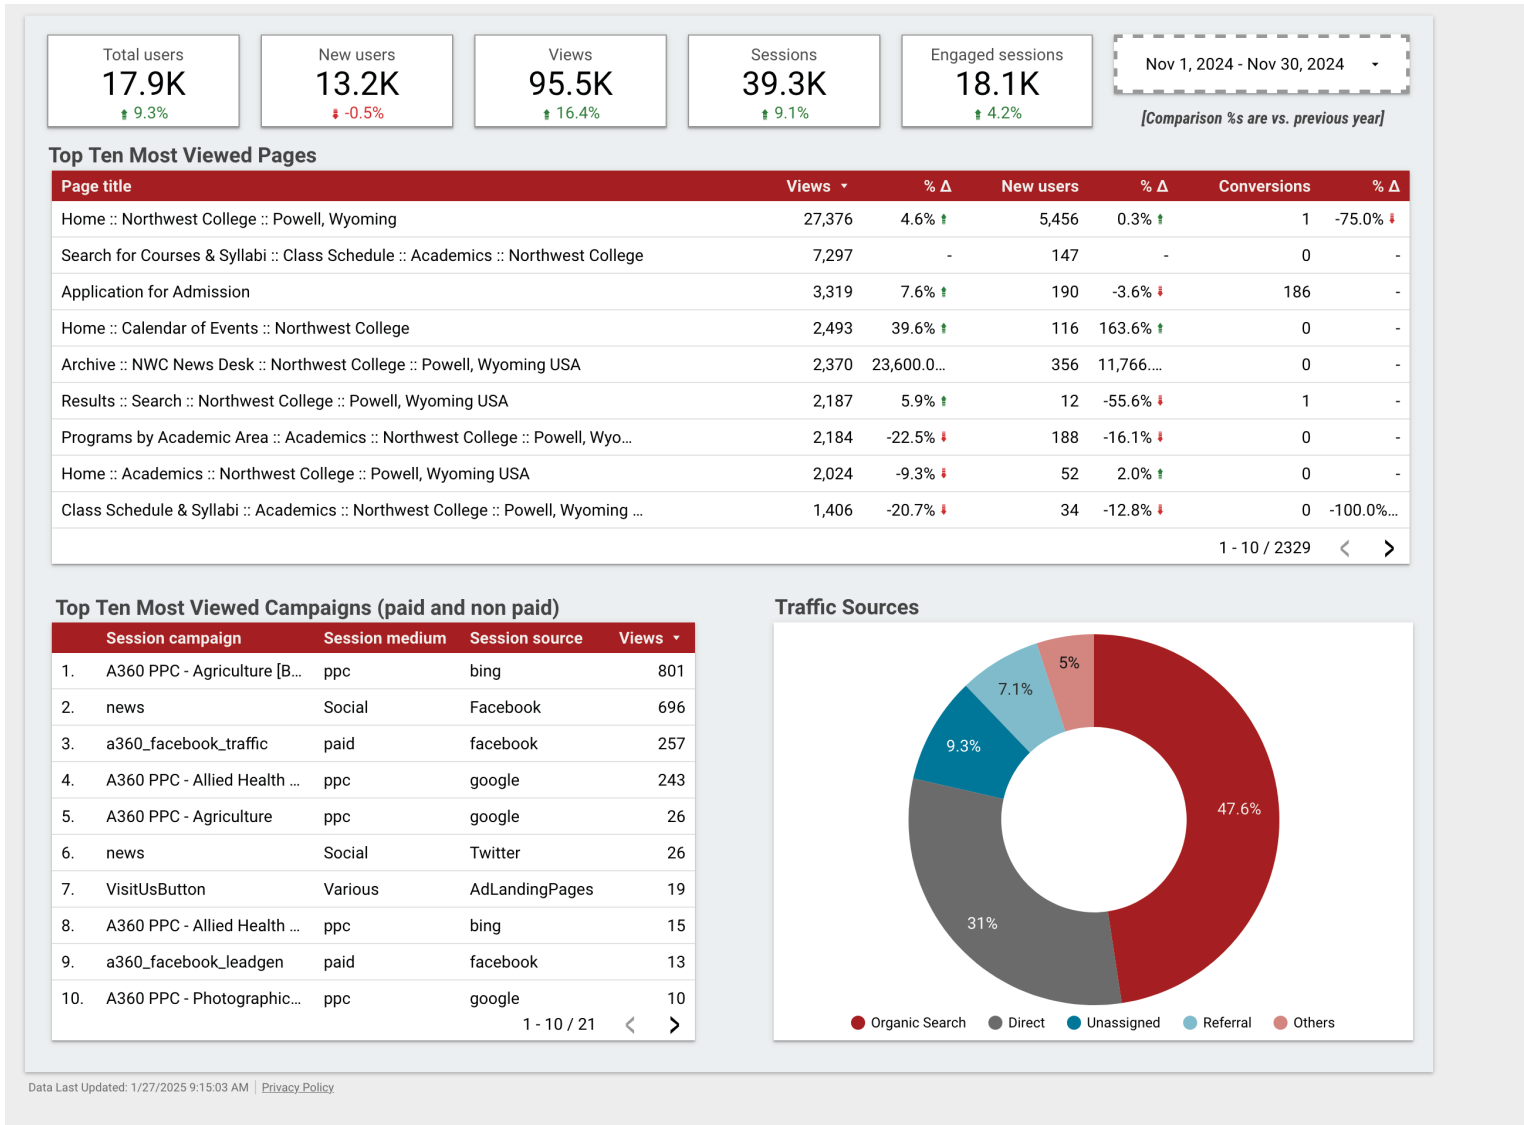 Total users
17.9K
9.3%
New users
13.2K
-0.5%
Views
95.5K
16.4%
Sessions
39.3K
9.1%
Engaged sessions
18.1K
4.2%
Nov 1, 2024 - Nov 30, 2024
[Comparison %s are vs. previous year]
Top Ten Most Viewed Pages
Page title Views % Δ New users % Δ Conversions % Δ
Home :: Northwest College :: Powell, Wyoming 27,376 4.6% 5,456 0.3% 1 -75.0%
Search for Courses & Syllabi :: Class Schedule :: Academics :: Northwest College 7,297 - 147 - 0 -
Application for Admission 3,319 7.6% 190 -3.6% 186 -
Home :: Calendar of Events :: Northwest College 2,493 39.6% 116 163.6% 0 -
Archive :: NWC News Desk :: Northwest College :: Powell, Wyoming USA 2,370 23,600.0... 356 11,766.... 0 -
Results :: Search :: Northwest College :: Powell, Wyoming USA 2,187 5.9% 12 -55.6% 1 -
Programs by Academic Area :: Academics :: Northwest College :: Powell, Wyo... 2,184 -22.5% 188 -16.1% 0 -
Home :: Academics :: Northwest College :: Powell, Wyoming USA 2,024 -9.3% 52 2.0% 0 -
Class Schedule & Syllabi :: Academics :: Northwest College :: Powell, Wyoming ... 1,406 -20.7% 34 -12.8% 0 -100.0%...
1 - 10 / 2329
Top Ten Most Viewed Campaigns (paid and non paid)
Session campaign Session medium Session source Views
1. A360 PPC - Agriculture [B... ppc bing 801
2. news Social Facebook 696
3. a360_facebook_traffic paid facebook 257
4. A360 PPC - Allied Health ... ppc google 243
5. A360 PPC - Agriculture ppc google 26
6. news Social Twitter 26
7. VisitUsButton Various AdLandingPages 19
8. A360 PPC - Allied Health ... ppc bing 15
9. a360_facebook_leadgen paid facebook 13
10. A360 PPC - Photographic... ppc google 10
1 - 10 / 21
Traffic Sources
5%
7.1%
9.3%
47.6%
31%
Organic Search Direct Unassigned Referral Others
Data Last Updated: 1/27/2025 9:15:03 AM Privacy Policy